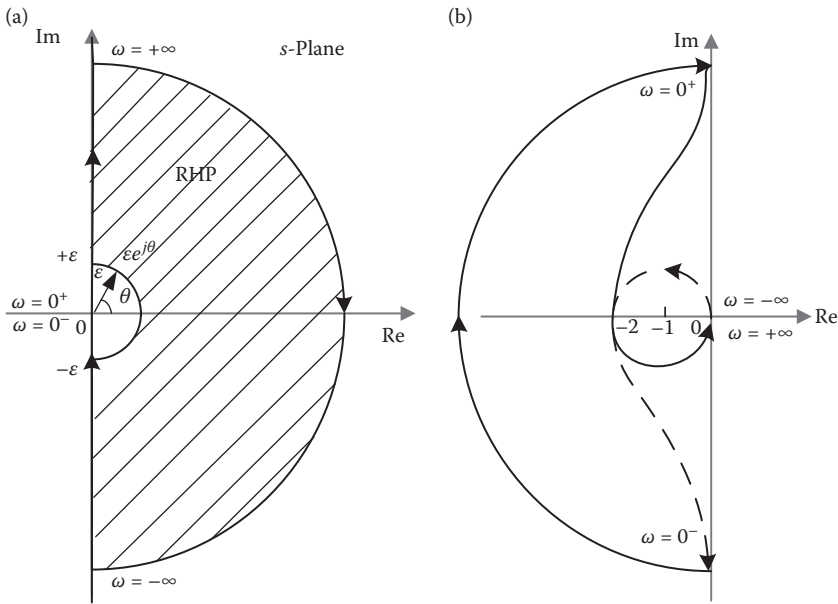 (a)
Im
ω = +∞
s-Plane
RHP
+ε
ε
εe^{jθ}
θ
ω = 0⁺
ω = 0⁻
0
Re
−ε
ω = −∞
(b)
Im
ω = 0⁺
ω = −∞
−2
−1
0
Re
ω = +∞
ω = 0⁻